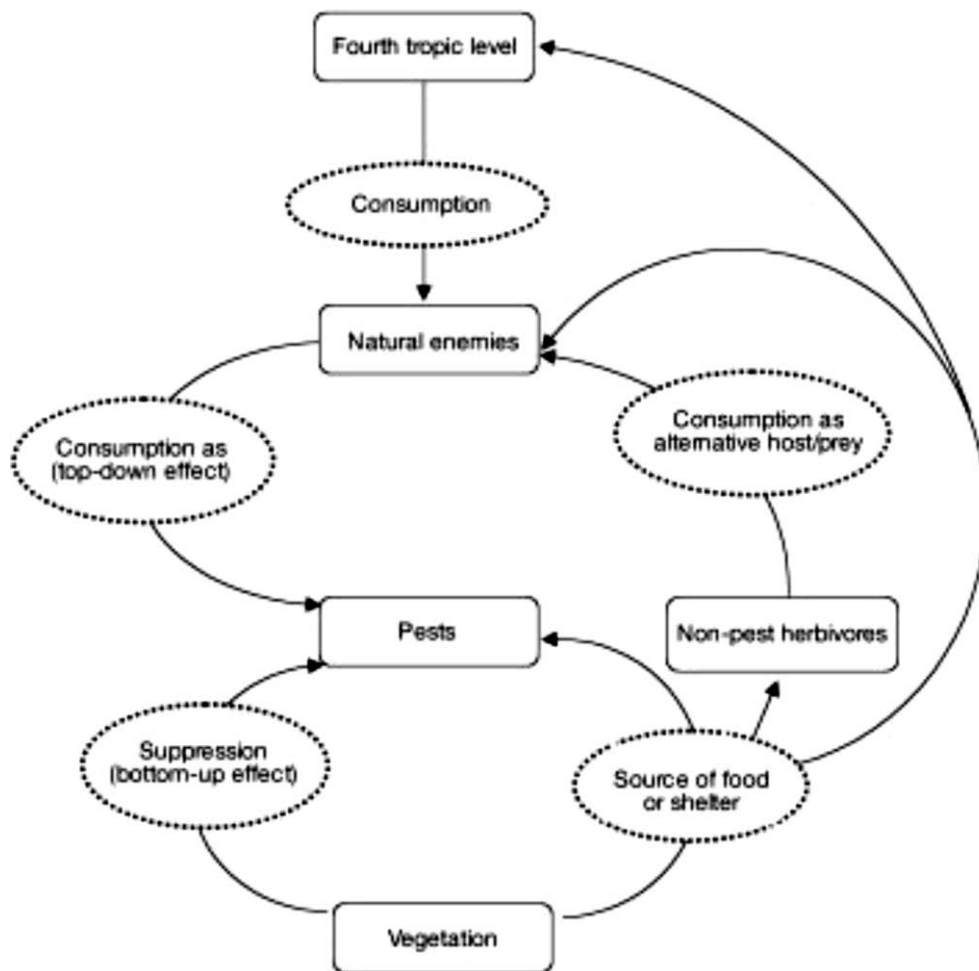 Fourth tropic level
Consumption
Natural enemies
Consumption as
(top-down effect)
Consumption as
alternative host/prey
Pests
Non-pest herbivores
Suppression
(bottom-up effect)
Source of food
or shelter
Vegetation